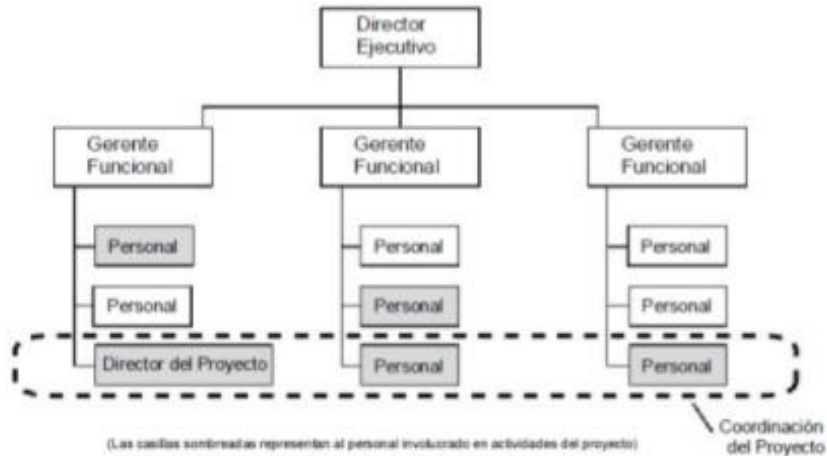 Director
Ejecutivo
Gerente
Funcional
Gerente
Funcional
Gerente
Funcional
Personal
Personal
Personal
Personal
Personal
Personal
Director del Proyecto
Personal
Personal
(Las casillas sombreadas representan al personal involucrado en actividades del proyecto)
Coordinación
del Proyecto